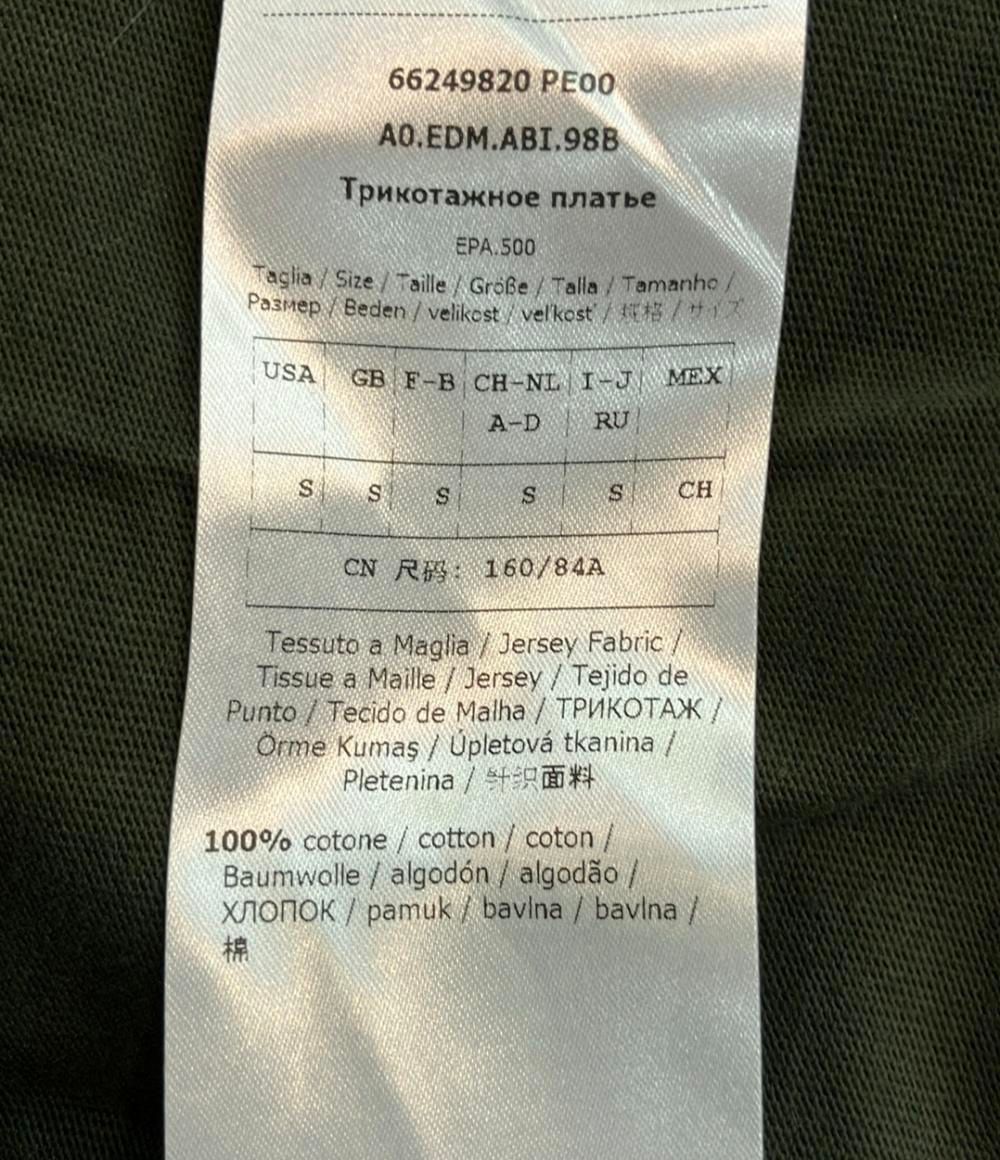 66249820 PE00
A0.EDM.ABI.98B
Трикотажное платье
EPA.500
Taglia / Size / Taille / Größe / Talla / Tamanho /
Размер / Beden / velikost / veľkosť / 规格 / サイズ
USA GB F-B CH-NL I-J MEX
A-D RU
S S S S S CH
CN 尺码: 160/84A
Tessuto a Maglia / Jersey Fabric /
Tissue a Maille / Jersey / Tejido de
Punto / Tecido de Malha / ТРИКОТАЖ /
Örme Kumaş / Úpletová tkanina /
Pletenina / 针织面料
100% cotone / cotton / coton /
Baumwolle / algodón / algodão /
ХЛОПОК / pamuk / bavlna / bavlna /
棉